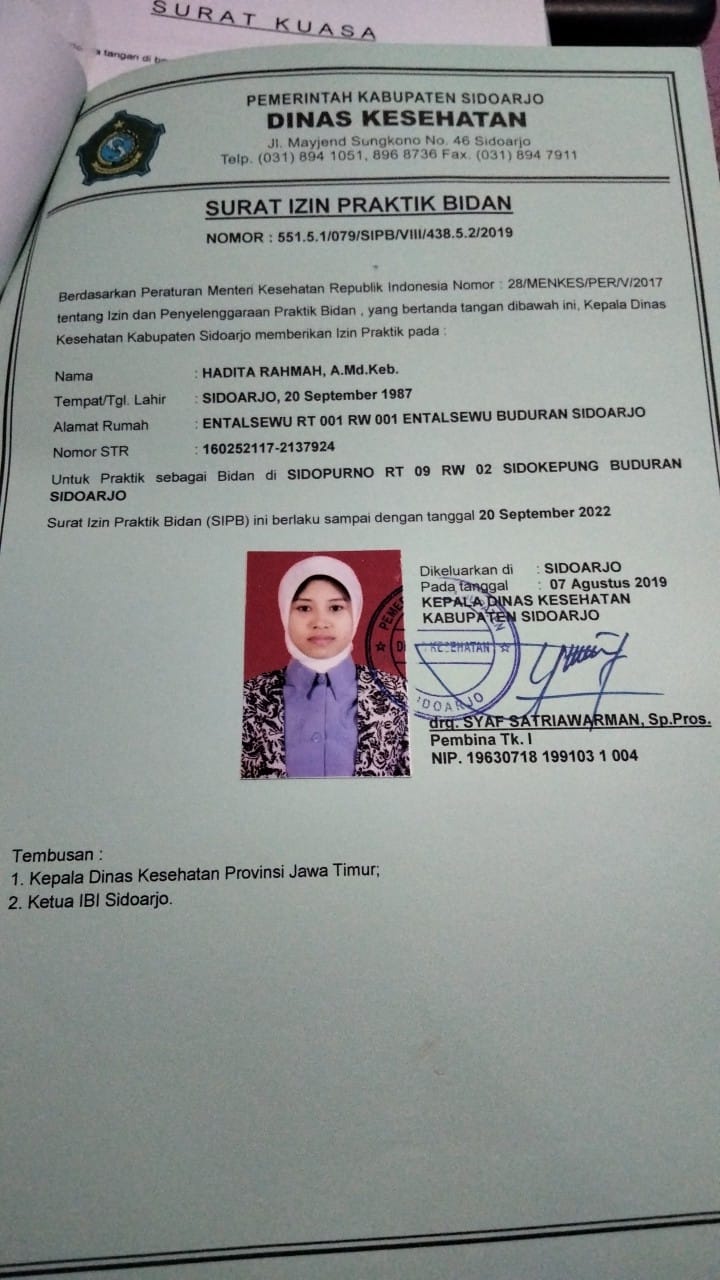 SURAT KUASA
tangan di
PEMERINTAH KABUPATEN SIDOARJO
DINAS KESEHATAN
Jl. Mayjend Sungkono No. 46 Sidoarjo
Telp. (031) 894 1051, 896 8736 Fax. (031) 894 7911
SURAT IZIN PRAKTIK BIDAN
NOMOR : 551.5.1/079/SIPB/VIII/438.5.2/2019
Berdasarkan Peraturan Menteri Kesehatan Republik Indonesia Nomor : 28/MENKES/PER/V/2017
tentang Izin dan Penyelenggaraan Praktik Bidan , yang bertanda tangan dibawah ini, Kepala Dinas
Kesehatan Kabupaten Sidoarjo memberikan Izin Praktik pada :
Nama : HADITA RAHMAH, A.Md.Keb.
Tempat/Tgl. Lahir : SIDOARJO, 20 September 1987
Alamat Rumah : ENTALSEWU RT 001 RW 001 ENTALSEWU BUDURAN SIDOARJO
Nomor STR : 160252117-2137924
Untuk Praktik sebagai Bidan di SIDOPURNO RT 09 RW 02 SIDOKEPUNG BUDURAN
SIDOARJO
Surat Izin Praktik Bidan (SIPB) ini berlaku sampai dengan tanggal 20 September 2022
Dikeluarkan di : SIDOARJO
Pada tanggal : 07 Agustus 2019
KEPALA DINAS KESEHATAN
KABUPATEN SIDOARJO
KESEHATAN
SIDOARJO
drg. SYAF SATRIAWARMAN, Sp.Pros.
Pembina Tk. I
NIP. 19630718 199103 1 004
Tembusan :
1. Kepala Dinas Kesehatan Provinsi Jawa Timur;
2. Ketua IBI Sidoarjo.